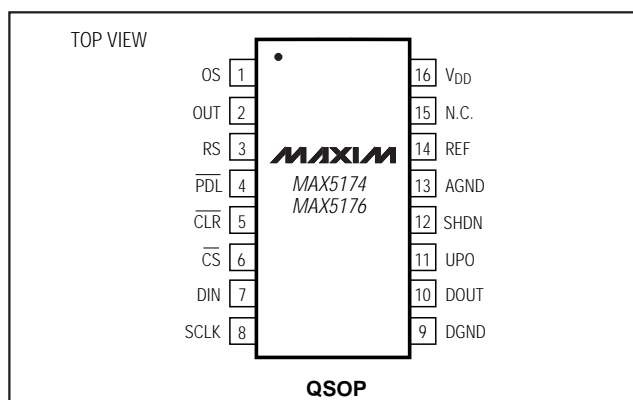 TOP VIEW
OS 1
OUT 2
RS 3
PDL 4
CLR 5
CS 6
DIN 7
SCLK 8
MAXIM
MAX5174
MAX5176
16 VDD
15 N.C.
14 REF
13 AGND
12 SHDN
11 UPO
10 DOUT
9 DGND
QSOP